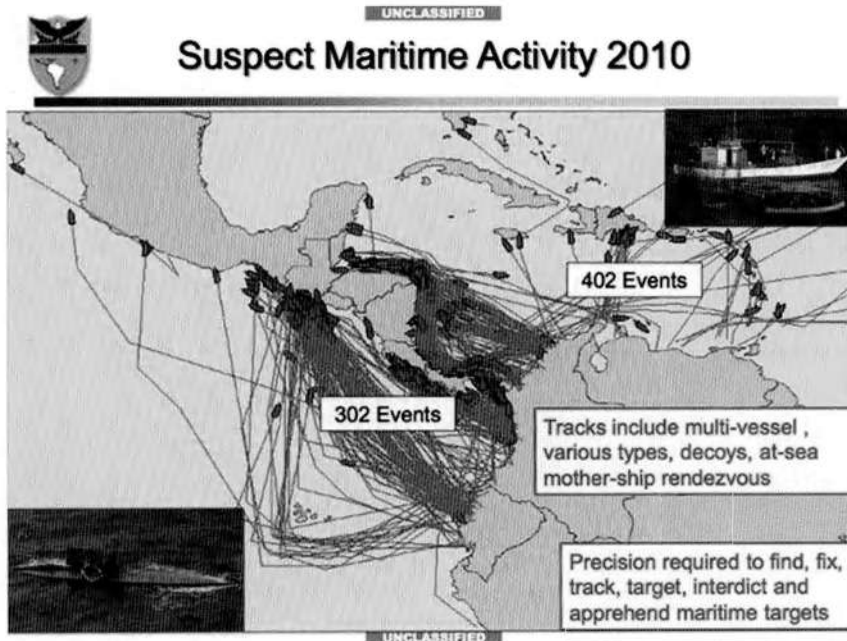 UNCLASSIFIED
Suspect Maritime Activity 2010
402 Events
302 Events
Tracks include multi-vessel ,
various types, decoys, at-sea
mother-ship rendezvous
Precision required to find, fix,
track, target, interdict and
apprehend maritime targets
UNCLASSIFIED